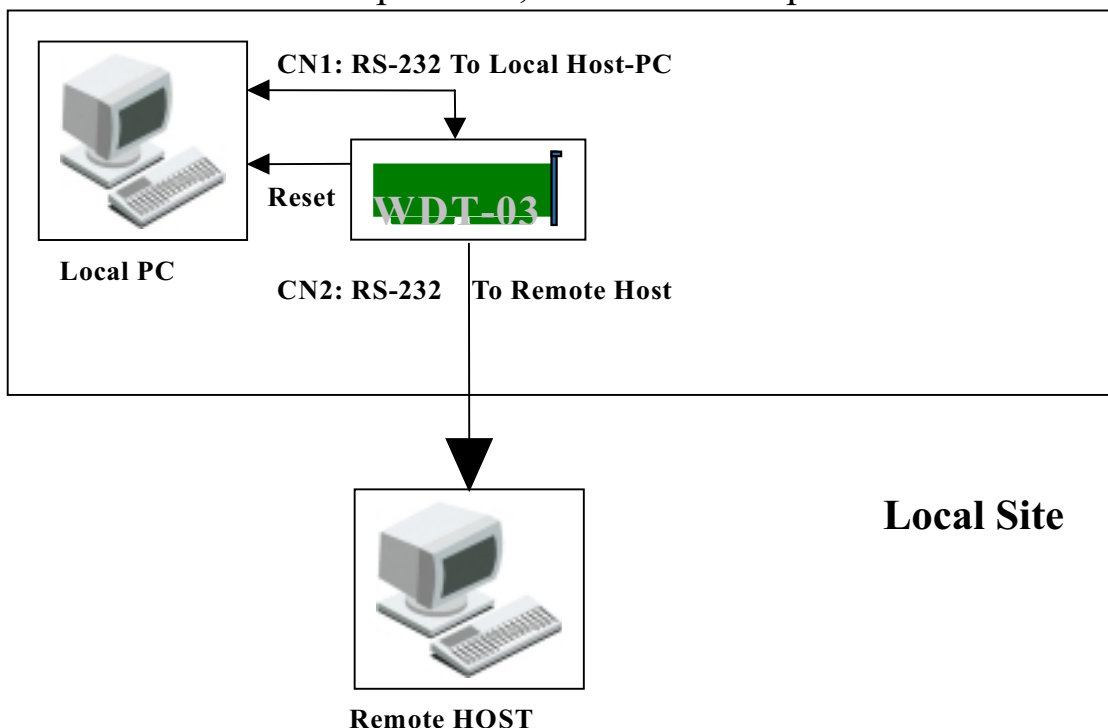 CN1: RS-232 To Local Host-PC
Reset
WDT-03
Local PC
CN2: RS-232 To Remote Host
Local Site
Remote HOST